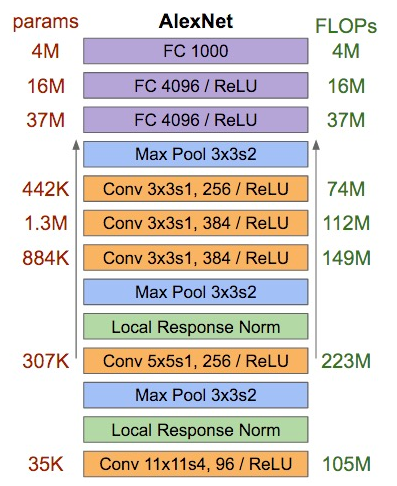 params AlexNet FLOPs
4M FC 1000 4M
16M FC 4096 / ReLU 16M
37M FC 4096 / ReLU 37M
Max Pool 3x3s2
442K Conv 3x3s1, 256 / ReLU 74M
1.3M Conv 3x3s1, 384 / ReLU 112M
884K Conv 3x3s1, 384 / ReLU 149M
Max Pool 3x3s2
Local Response Norm
307K Conv 5x5s1, 256 / ReLU 223M
Max Pool 3x3s2
Local Response Norm
35K Conv 11x11s4, 96 / ReLU 105M